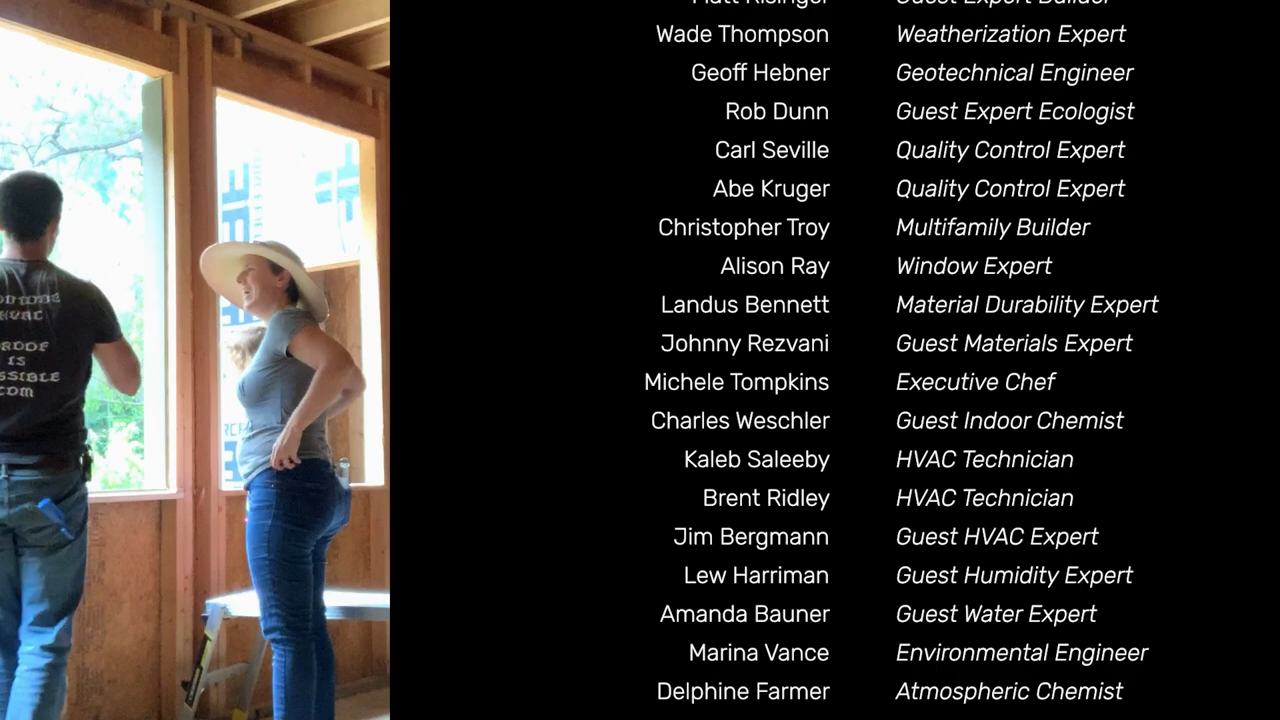 Wade Thompson Weatherization Expert
Geoff Hebner Geotechnical Engineer
Rob Dunn Guest Expert Ecologist
Carl Seville Quality Control Expert
Abe Kruger Quality Control Expert
Christopher Troy Multifamily Builder
Alison Ray Window Expert
Landus Bennett Material Durability Expert
Johnny Rezvani Guest Materials Expert
Michele Tompkins Executive Chef
Charles Weschler Guest Indoor Chemist
Kaleb Saleeby HVAC Technician
Brent Ridley HVAC Technician
Jim Bergmann Guest HVAC Expert
Lew Harriman Guest Humidity Expert
Amanda Bauner Guest Water Expert
Marina Vance Environmental Engineer
Delphine Farmer Atmospheric Chemist
HVAC
IS